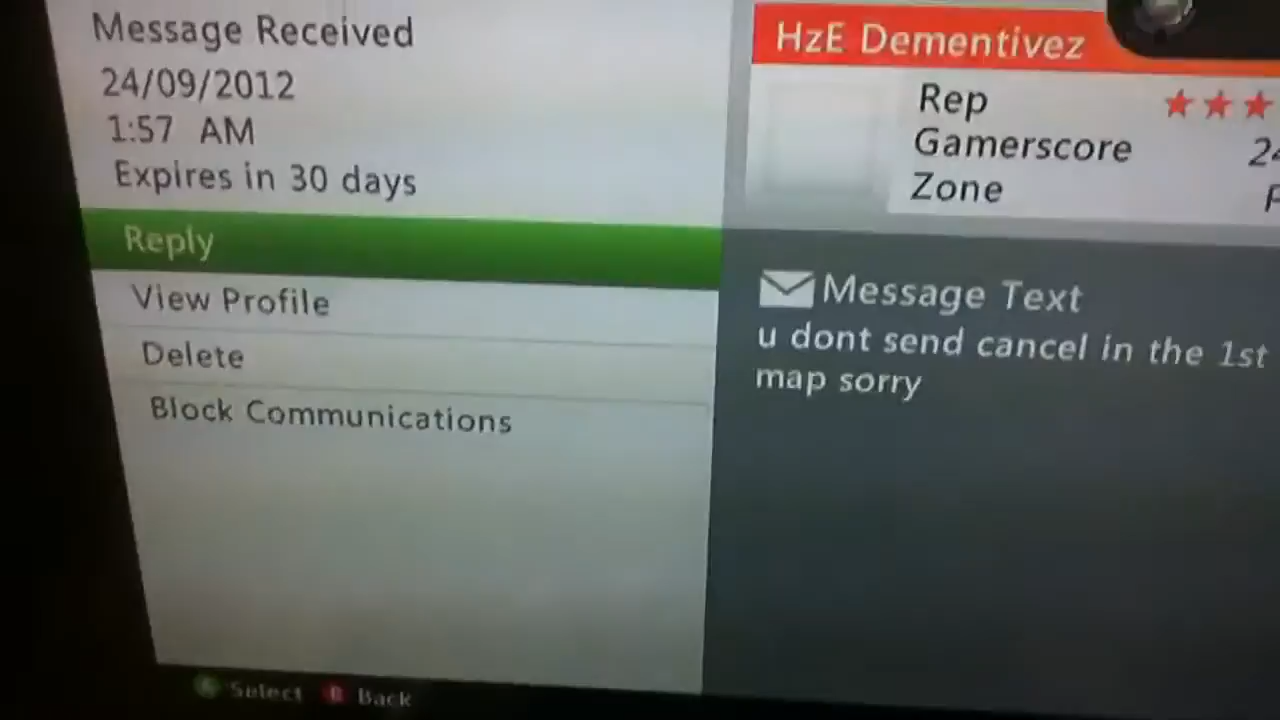 Message Received
24/09/2012
1:57 AM
Expires in 30 days
Reply
View Profile
Delete
Block Communications
Select Back
HzE Dementivez
Rep
Gamerscore
Zone
Message Text
u dont send cancel in the 1st
map sorry